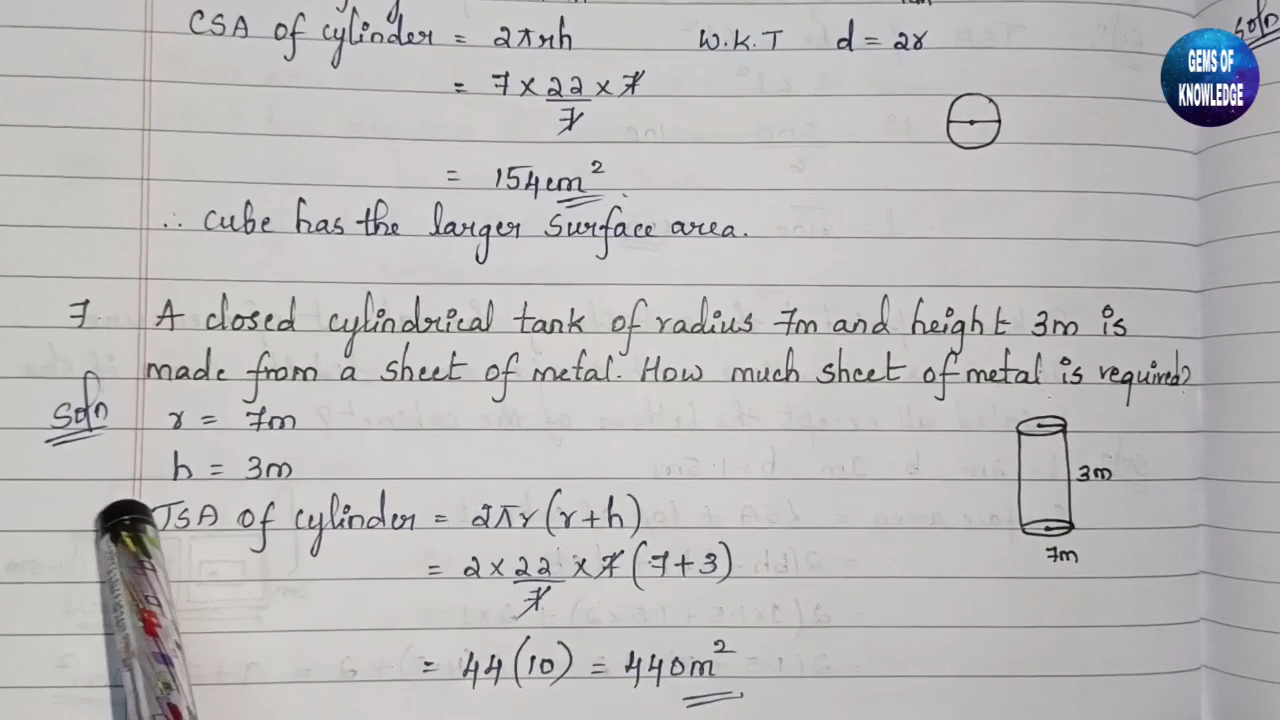 CSA of cylinder = 2πrh W.K.T d = 2r
= 7 × 22/7 × 7
= 154cm²
∴ cube has the larger surface area.
7. A closed cylindrical tank of radius 7m and height 3m is
made from a sheet of metal. How much sheet of metal is required?
Soln
r = 7m
h = 3m
TSA of cylinder = 2πr(r+h)
= 2 × 22/7 × 7 (7+3)
= 44(10) = 440m²
3m
7m
Soln
GEMS OF
KNOWLEDGE